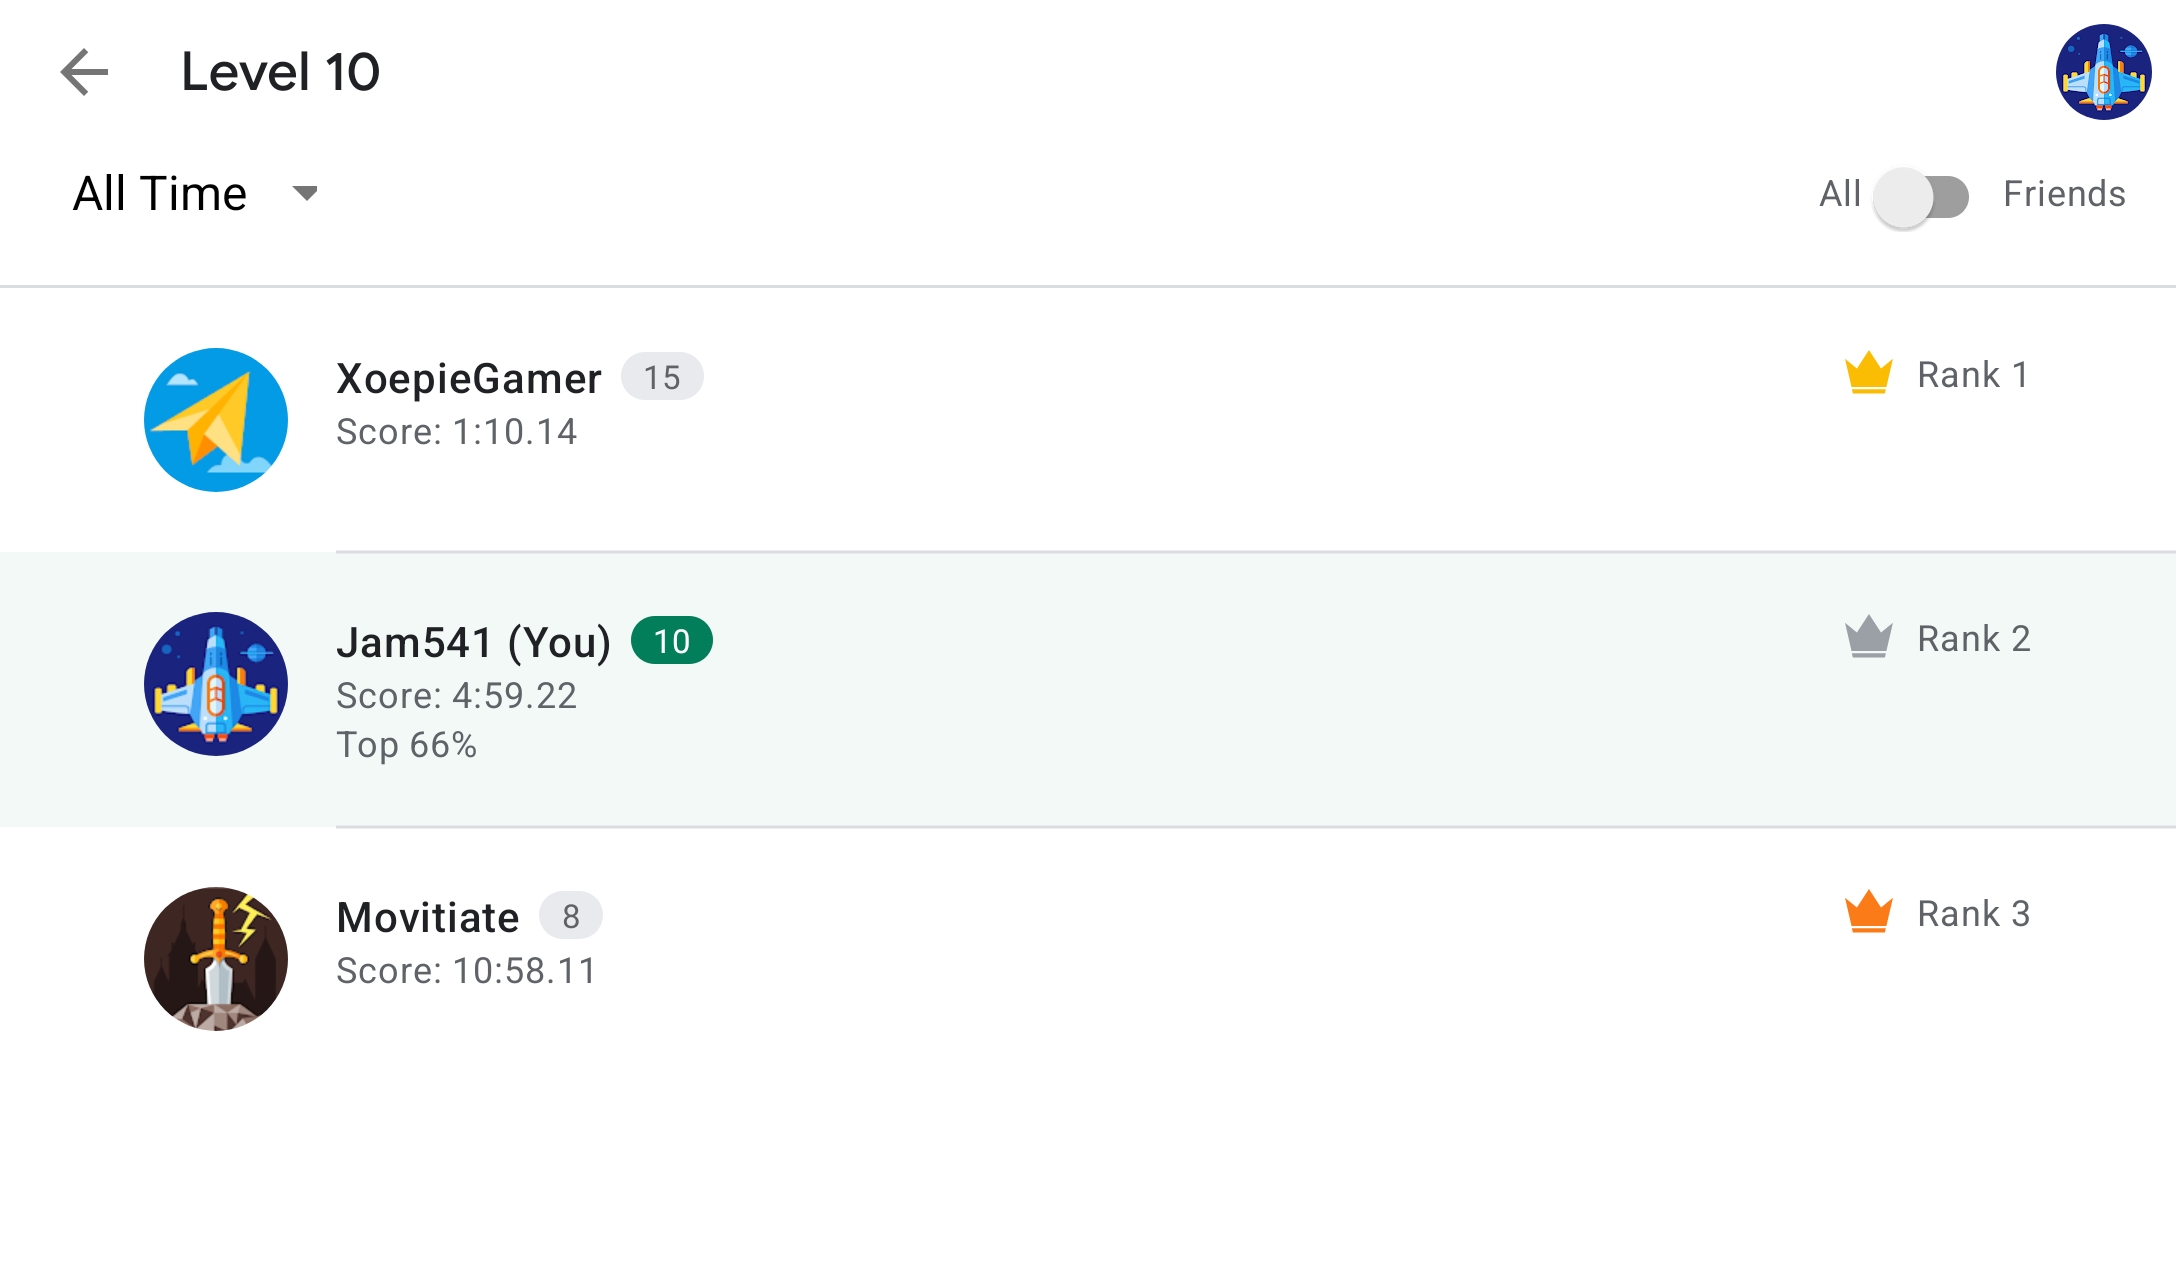 Level 10
All Time
All Friends
XoepieGamer 15
Rank 1
Score: 1:10.14
Jam541 (You) 10
Rank 2
Score: 4:59.22
Top 66%
Movitiate 8
Rank 3
Score: 10:58.11